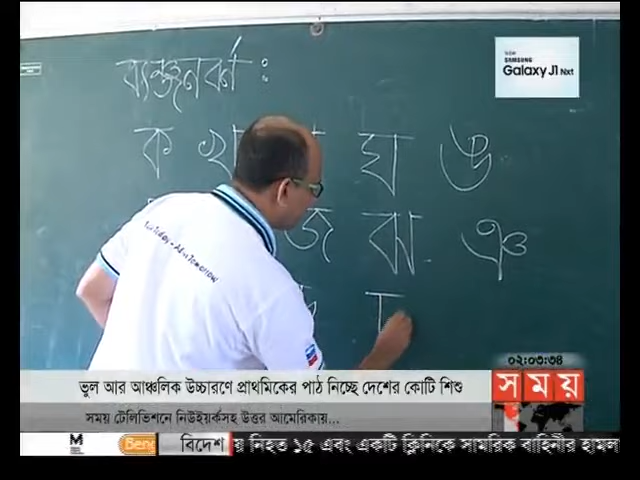 ব্যঞ্জনবর্ণ :
NEW
SAMSUNG
Galaxy J1 Nxt
ক খ ঘ ঙ
জ ঝ ঞ
ভুল আর আঞ্চলিক উচ্চারণে প্রাথমিকের পাঠ নিচ্ছে দেশের কোটি শিশু
০২:০৩:৩৪
সময়
সময় টেলিভিশনে নিউইয়র্কসহ উত্তর আমেরিকায়...
M
বিদেশ
য় নিহত ১৫ এবং একটি ক্লিনিকে সামরিক বাহিনীর হামল